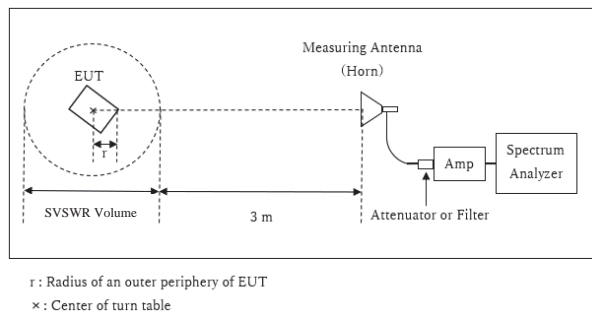 Measuring Antenna
(Horn)
EUT
r
Amp
Spectrum
Analyzer
SVSWR Volume
3 m
Attenuator or Filter
r : Radius of an outer periphery of EUT
× : Center of turn table